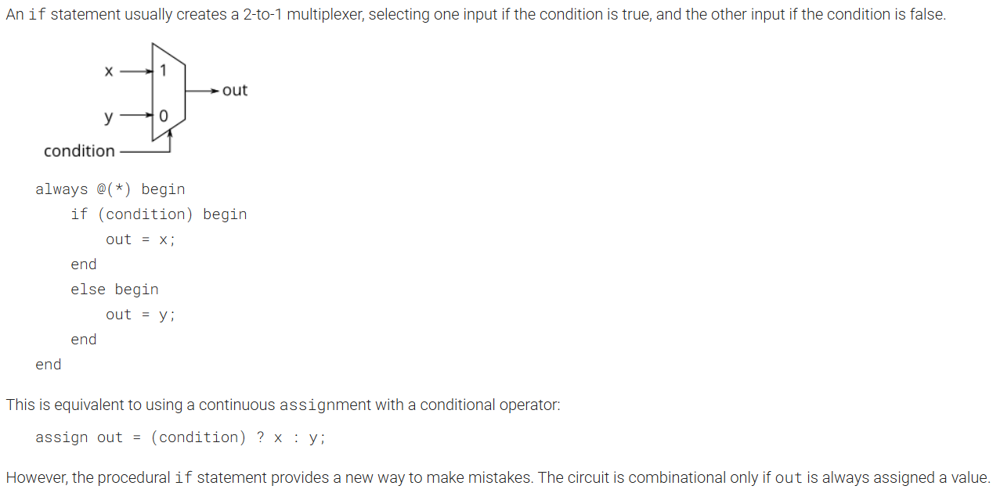 An if statement usually creates a 2-to-1 multiplexer, selecting one input if the condition is true, and the other input if the condition is false.
x
1
out
y
0
condition
always @(*) begin
    if (condition) begin
        out = x;
    end
    else begin
        out = y;
    end
end
This is equivalent to using a continuous assignment with a conditional operator:
assign out = (condition) ? x : y;
However, the procedural if statement provides a new way to make mistakes. The circuit is combinational only if out is always assigned a value.